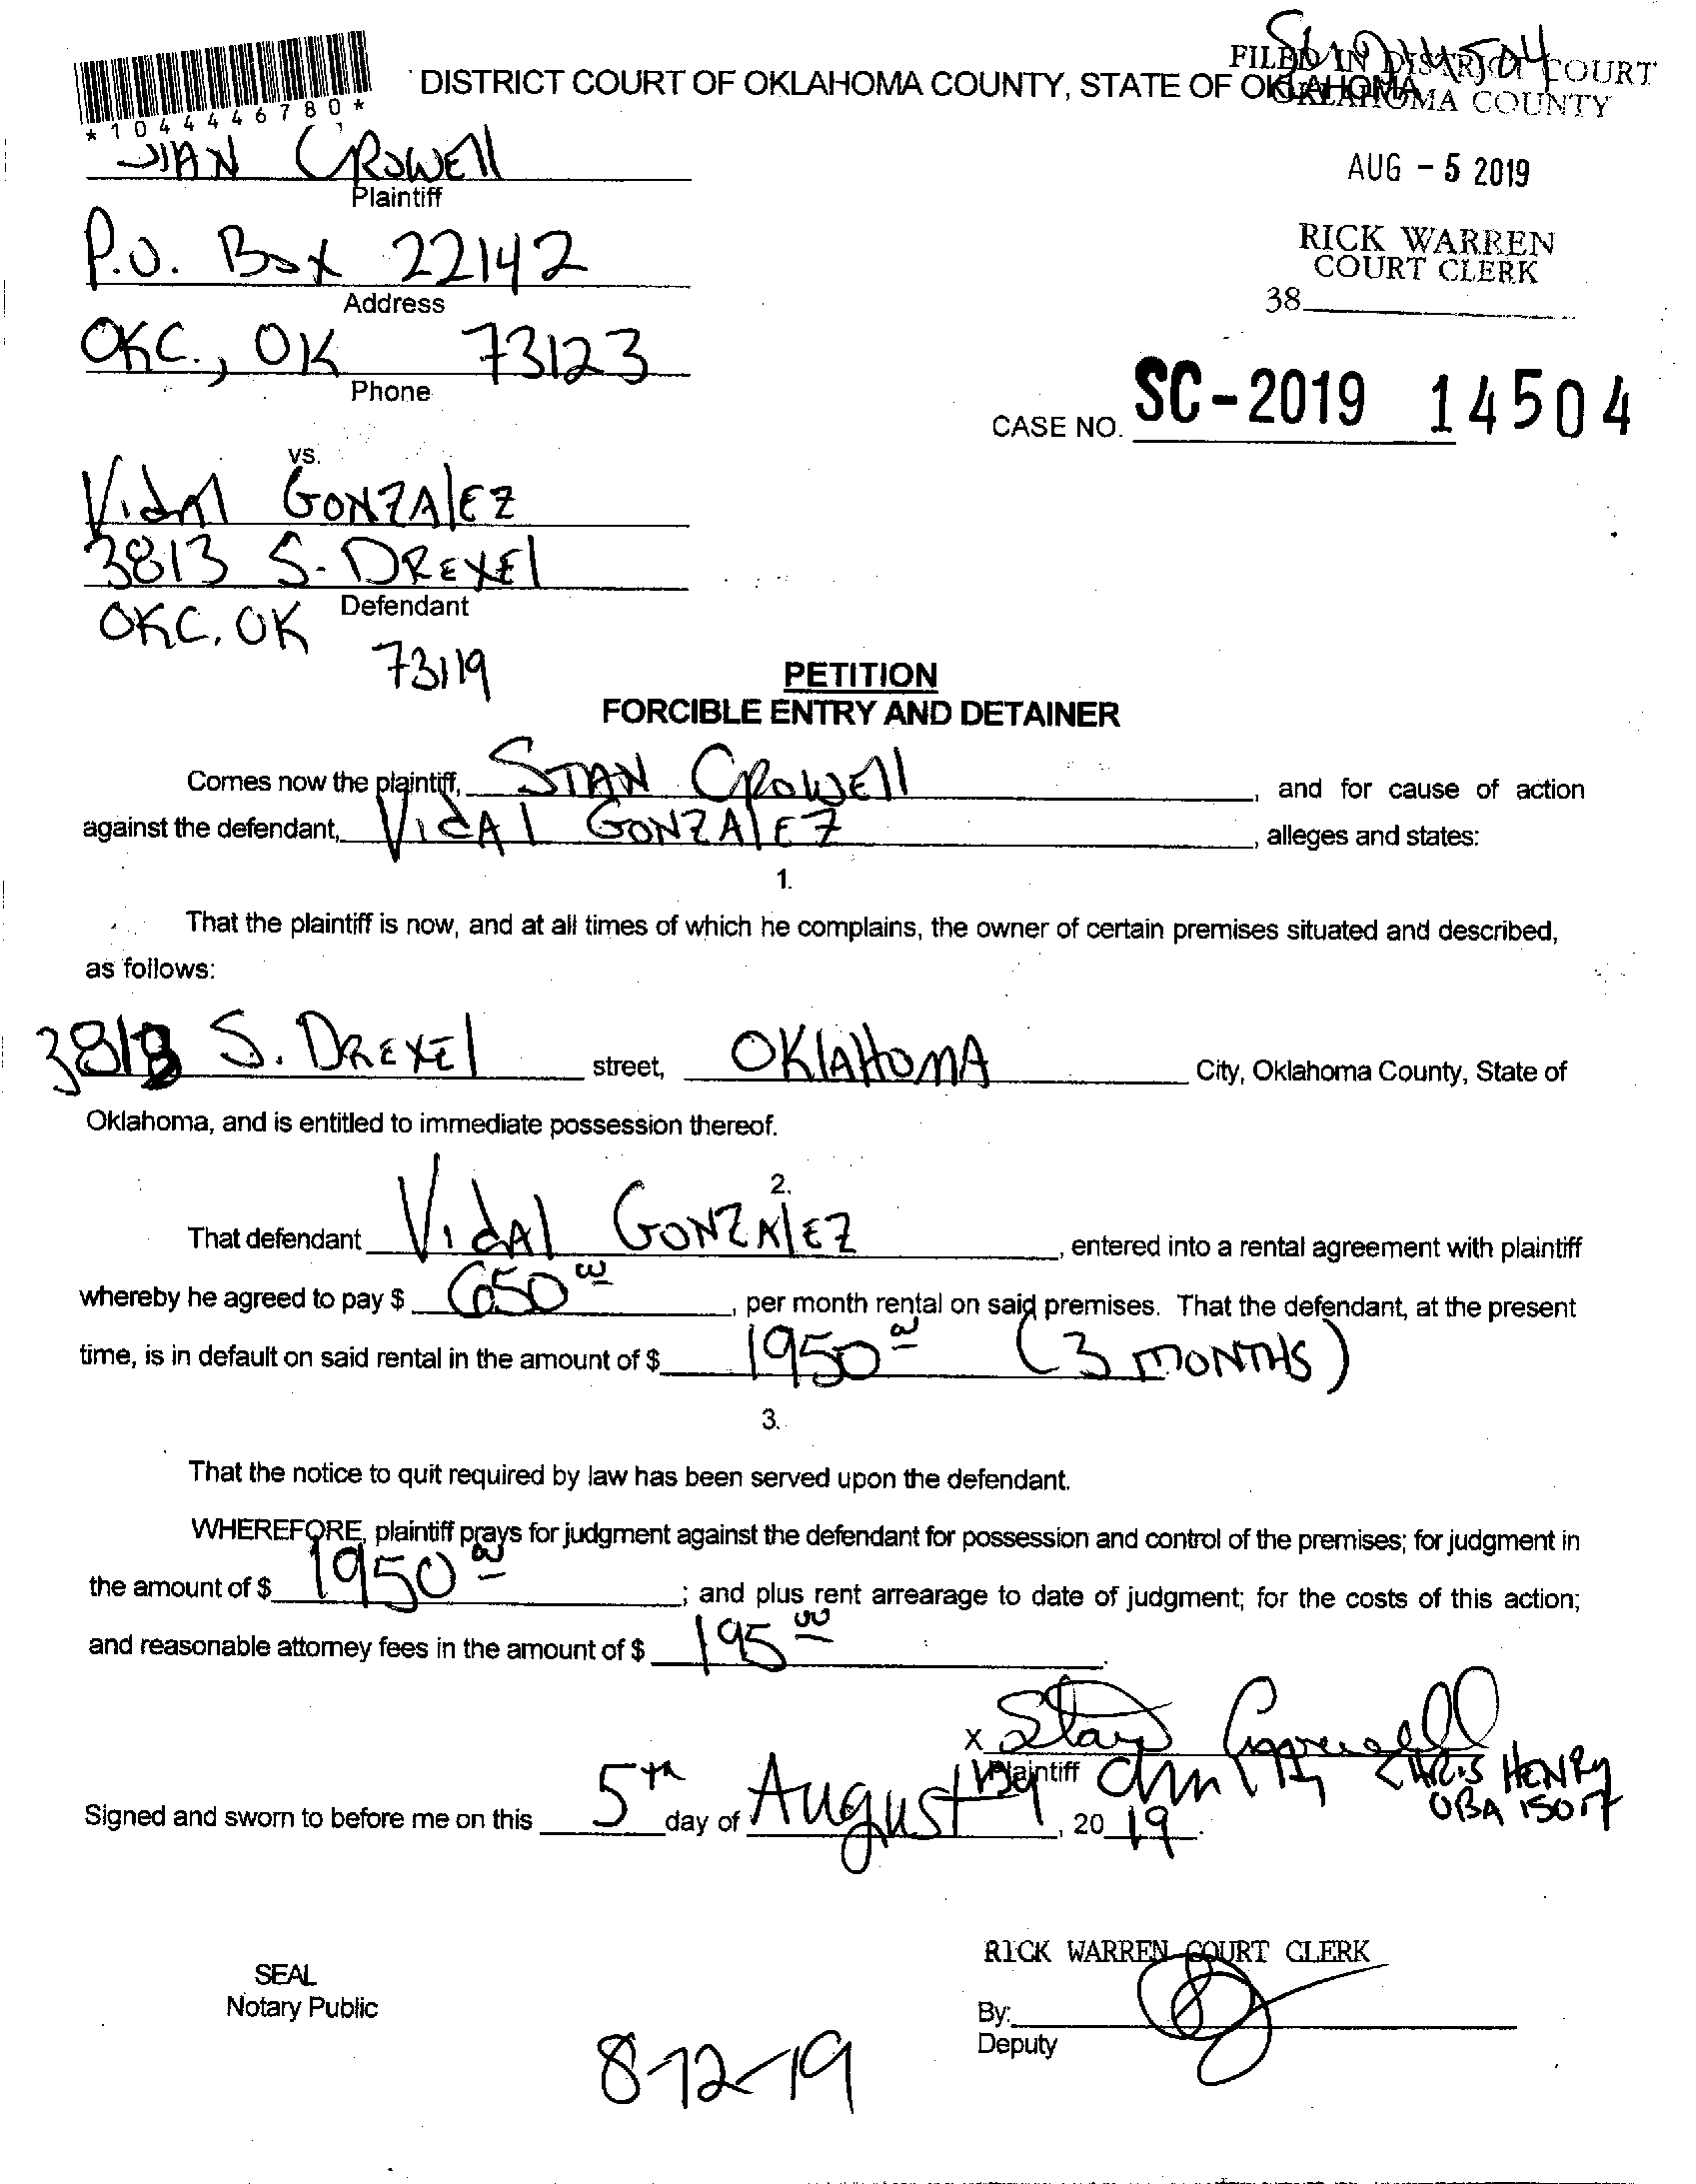 DISTRICT COURT OF OKLAHOMA COUNTY, STATE OF OKLAHOMA
FILED IN DISTRICT COURT
OKLAHOMA COUNTY
*1044446780*
STAN CROWEll
Plaintiff
AUG - 5 2019
P.O. Box 22142
Address
RICK WARREN
COURT CLERK
38
OKC., OK 73123
Phone
CASE NO. SC-2019 14504
vs.
VidAl GONZAlEZ
3813 S. DREXEl
Defendant
OKC, OK
73119
PETITION
FORCIBLE ENTRY AND DETAINER
Comes now the plaintiff, STAN CROWEll, and for cause of action
against the defendant, VidAl GONZAlEZ, alleges and states:
1.
That the plaintiff is now, and at all times of which he complains, the owner of certain premises situated and described,
as follows:
3813 S. DREXEl street, OKlAHOMA City, Oklahoma County, State of
Oklahoma, and is entitled to immediate possession thereof.
2.
That defendant VidAl GONZAlEZ, entered into a rental agreement with plaintiff
whereby he agreed to pay $ 650 00, per month rental on said premises. That the defendant, at the present
time, is in default on said rental in the amount of $ 1950 00 (3 MONTHS)
3.
That the notice to quit required by law has been served upon the defendant.
WHEREFORE, plaintiff prays for judgment against the defendant for possession and control of the premises; for judgment in
the amount of $ 1950 00; and plus rent arrearage to date of judgment; for the costs of this action;
and reasonable attorney fees in the amount of $ 195 00.
X Stan Crowell
Plaintiff
CHRIS HENRY
OBA 15017
Signed and sworn to before me on this 5th day of August, 20 19.
RICK WARREN COURT CLERK
SEAL
Notary Public
By:
Deputy
8-12-19